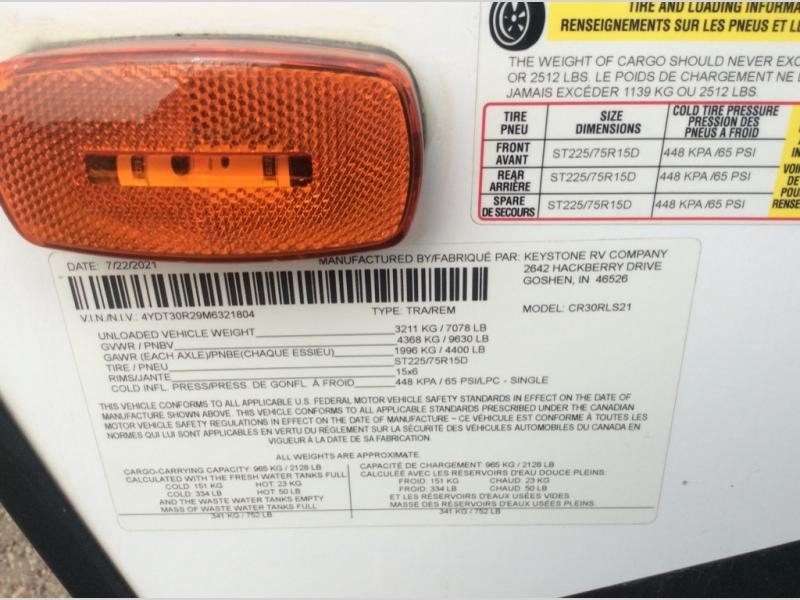 TIRE AND LOADING INFORMA
RENSEIGNEMENTS SUR LES PNEUS ET LE
THE WEIGHT OF CARGO SHOULD NEVER EXC
OR 2512 LBS. LE POIDS DE CHARGEMENT NE
JAMAIS EXCÉDER 1139 KG OU 2512 LBS.
TIRE PNEU SIZE DIMENSIONS COLD TIRE PRESSURE PRESSION DES PNEUS À FROID
FRONT AVANT ST225/75R15D 448 KPA /65 PSI
REAR ARRIÈRE ST225/75R15D 448 KPA /65 PSI
SPARE DE SECOURS ST225/75R15D 448 KPA /65 PSI
IN
VOI
DE
POU
RENSE
DATE: 7/22/2021 MANUFACTURED BY/FABRIQUÉ PAR: KEYSTONE RV COMPANY
2642 HACKBERRY DRIVE
GOSHEN, IN 46526
V.I.N./N.I.V.: 4YDT30R29M6321804 TYPE: TRA/REM MODEL: CR30RLS21
UNLOADED VEHICLE WEIGHT 3211 KG / 7078 LB
GVWR / PNBV 4368 KG / 9630 LB
GAWR (EACH AXLE)/PNBE(CHAQUE ESSIEU) 1996 KG / 4400 LB
TIRE / PNEU ST225/75R15D
RIMS/JANTE 15x6
COLD INFL. PRESS/PRESS. DE GONFL. À FROID 448 KPA / 65 PSI/LPC - SINGLE
THIS VEHICLE CONFORMS TO ALL APPLICABLE U.S. FEDERAL MOTOR VEHICLE SAFETY STANDARDS IN EFFECT ON THE DATE OF
MANUFACTURE SHOWN ABOVE. THIS VEHICLE CONFORMS TO ALL APPLICABLE STANDARDS PRESCRIBED UNDER THE CANADIAN
MOTOR VEHICLE SAFETY REGULATIONS IN EFFECT ON THE DATE OF MANUFACTURE ~ CE VÉHICULE EST CONFORME À TOUTES LES
NORMES QUI LUI SONT APPLICABLES EN VERTU DU RÉGLEMENT SUR LA SÉCURITÉ DES VÉHICULES AUTOMOBILES DU CANADA EN
VIGUEUR À LA DATE DE SA FABRICATION.
ALL WEIGHTS ARE APPROXIMATE.
CARGO-CARRYING CAPACITY: 965 KG / 2128 LB
CALCULATED WITH THE FRESH WATER TANKS FULL
COLD: 151 KG HOT: 23 KG
COLD: 334 LB HOT: 50 LB
AND THE WASTE WATER TANKS EMPTY
MASS OF WASTE WATER TANKS FULL
341 KG / 752 LB
CAPACITÉ DE CHARGEMENT: 965 KG / 2128 LB
CALCULÉE AVEC LES RÉSERVOIRS D'EAU DOUCE PLEINS:
FROID: 151 KG CHAUD: 23 KG
FROID: 334 LB CHAUD: 50 LB
ET LES RÉSERVOIRS D'EAUX USÉES VIDES
MASSE DES RÉSERVOIRS D'EAUX USÉES PLEINS
341 KG / 752 LB